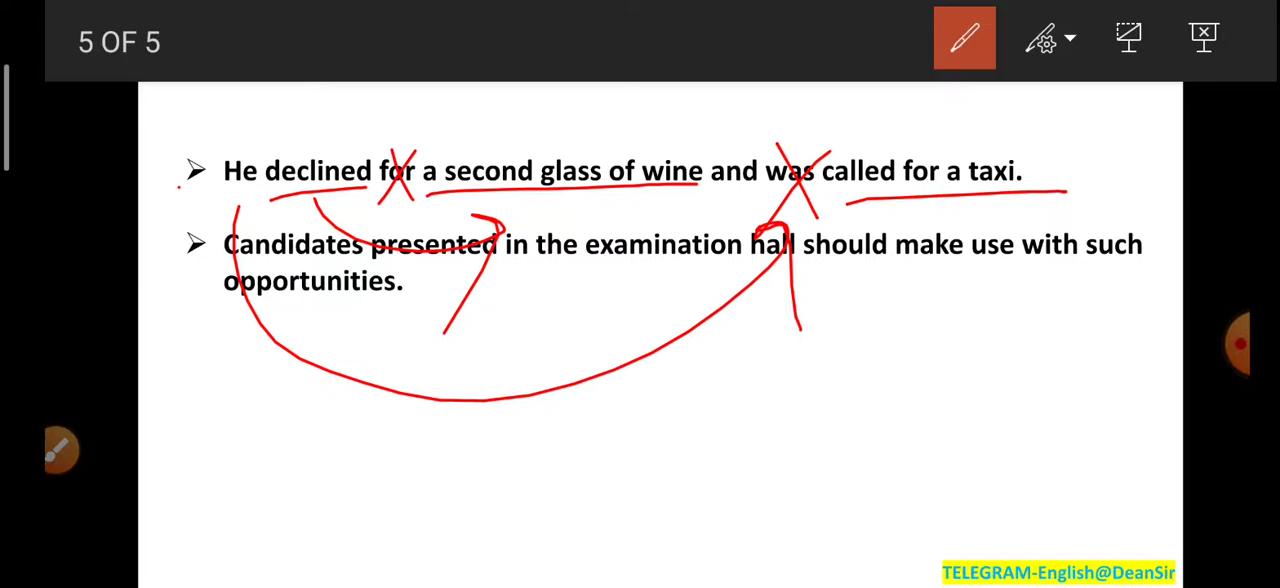 5 OF 5
He declined for a second glass of wine and was called for a taxi.
Candidates presented in the examination hall should make use with such
opportunities.
TELEGRAM-English@DeanSir